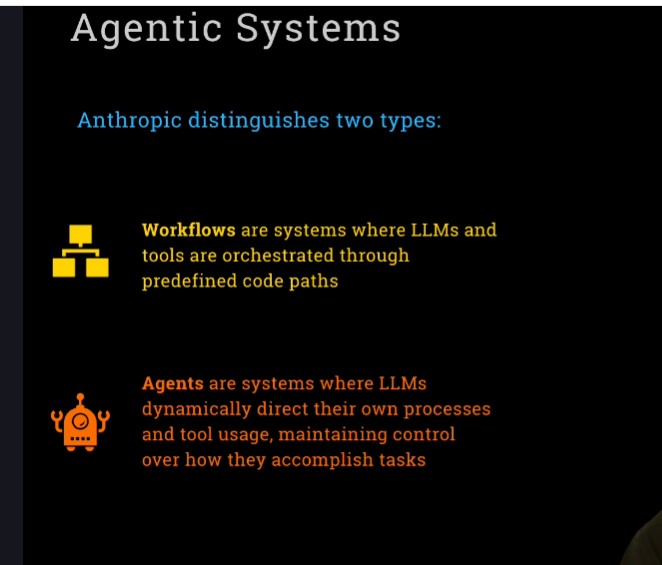 Agentic Systems
Anthropic distinguishes two types:
Workflows are systems where LLMs and
tools are orchestrated through
predefined code paths
Agents are systems where LLMs
dynamically direct their own processes
and tool usage, maintaining control
over how they accomplish tasks